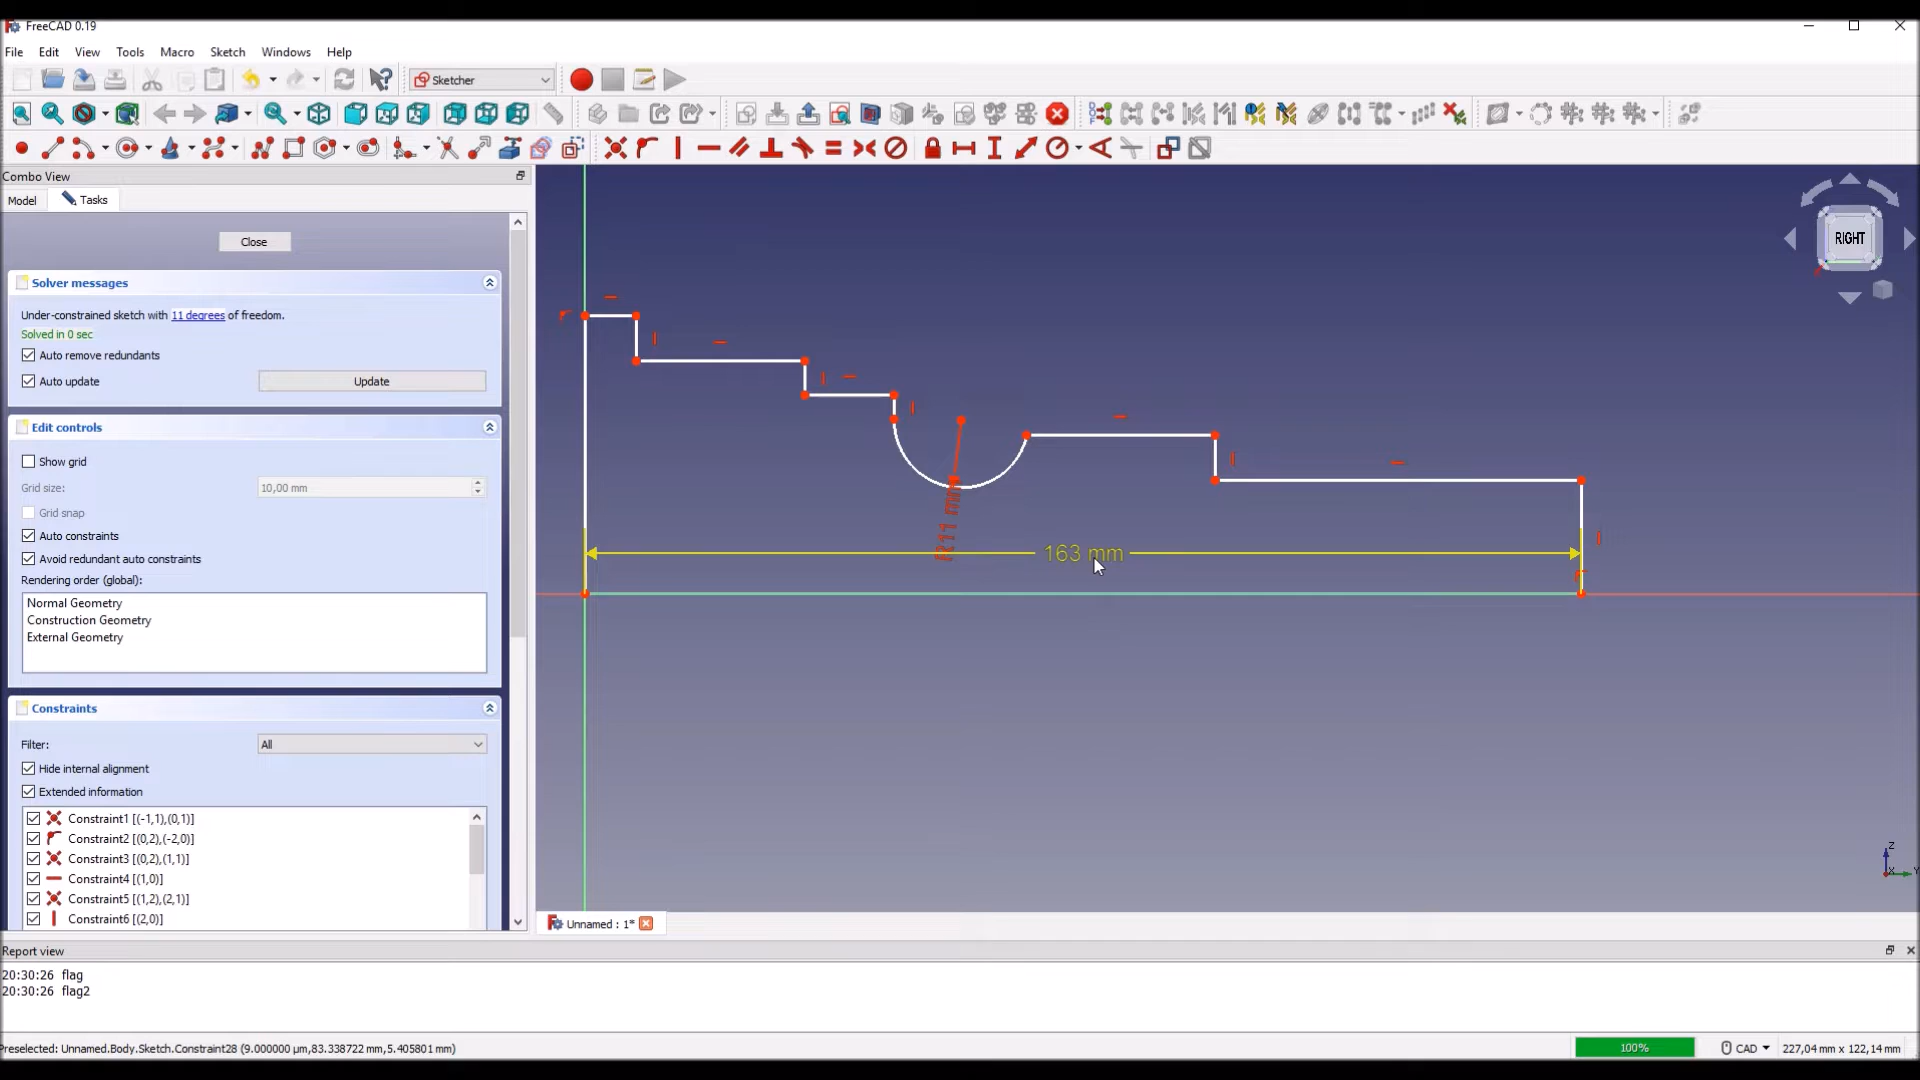 FreeCAD 0.19
File Edit View Tools Macro Sketch Windows Help
Sketcher
Combo View
Model Tasks
Close
Solver messages
Under-constrained sketch with 11 degrees of freedom.
Solved in 0 sec
Auto remove redundants
Auto update Update
Edit controls
Show grid
Grid size: 10,00 mm
Grid snap
Auto constraints
Avoid redundant auto constraints
Rendering order (global):
Normal Geometry
Construction Geometry
External Geometry
Constraints
Filter: All
Hide internal alignment
Extended information
Constraint1 [(-1,1),(0,1)]
Constraint2 [(0,2),(-2,0)]
Constraint3 [(0,2),(1,1)]
Constraint4 [(1,0)]
Constraint5 [(1,2),(2,1)]
Constraint6 [(2,0)]
RIGHT
R11 mm
163 mm
Z
X
Y
Unnamed : 1*
Report view
20:30:26 flag
20:30:26 flag2
Preselected: Unnamed.Body.Sketch.Constraint28 (9.000000 µm,83.338722 mm,5.405801 mm)
100%
CAD
227,04 mm x 122,14 mm